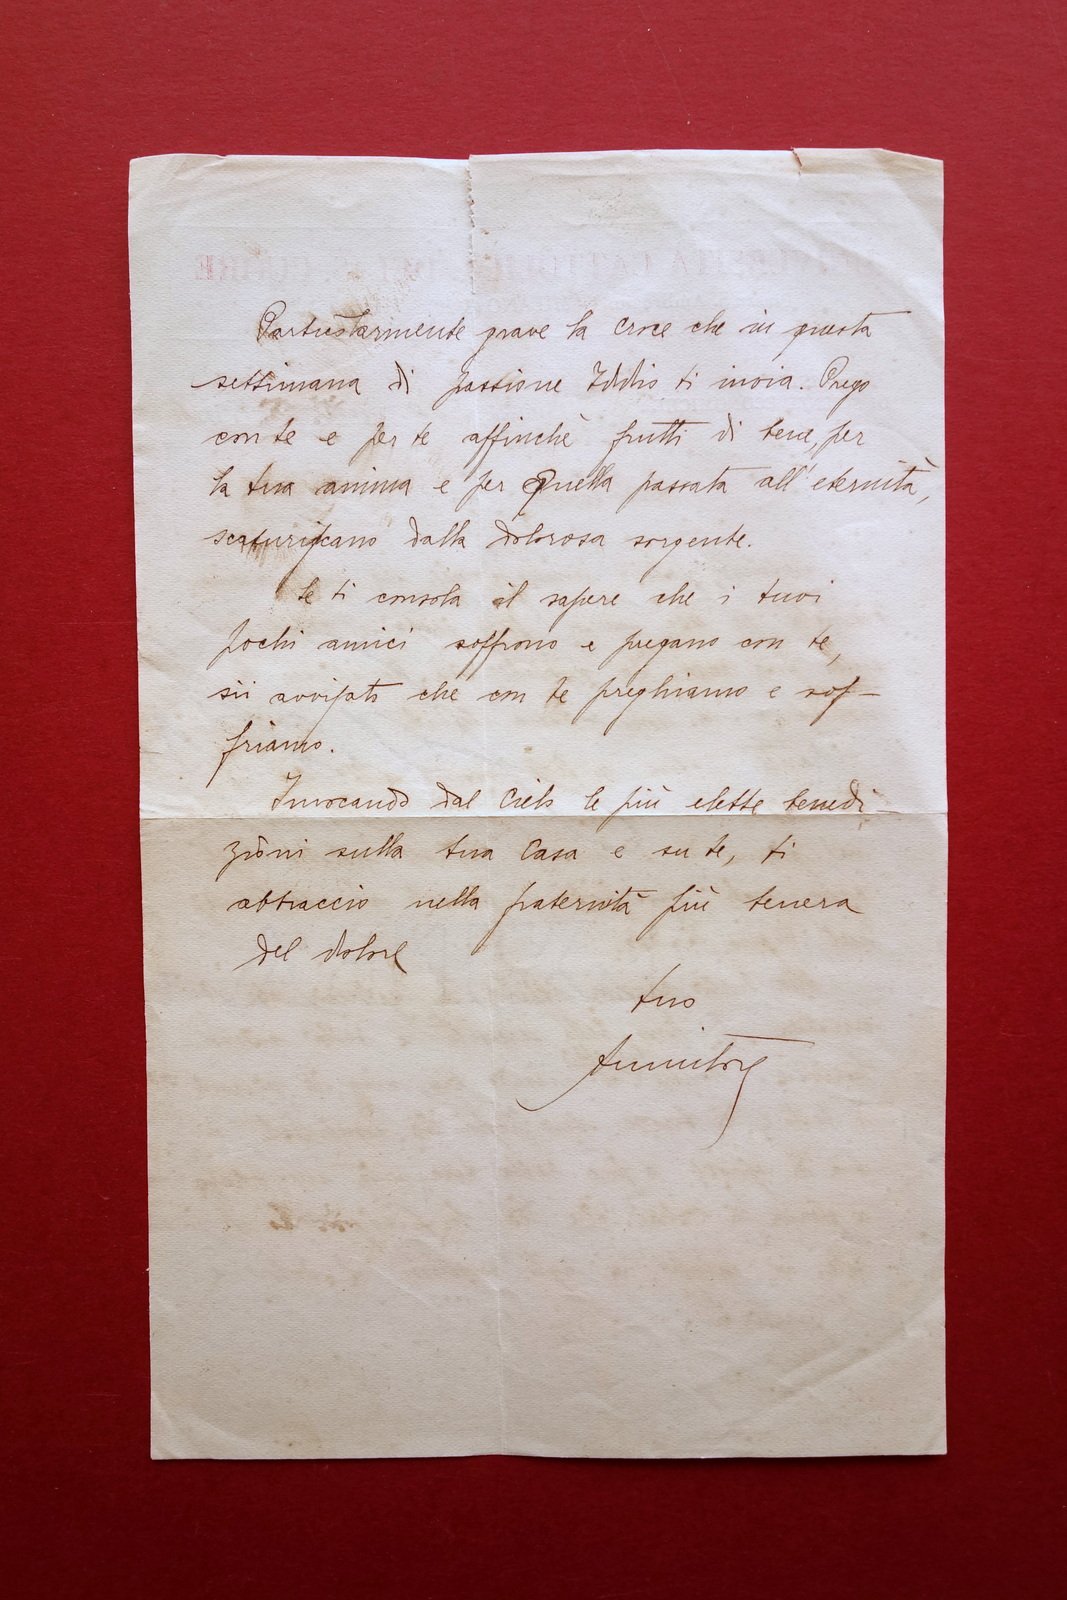 Particolarmente grave la croce che in questa
settimana di passione Iddio ti invia. Prego
con te e per te affinchè frutti di bene, per
la tua anima e per quella passata all'eternità,
scaturiscano dalla dolorosa sorgente.
Se ti consola il sapere che i tuoi
pochi amici soffrono e pregano con te,
sii avvisato che con te preghiamo e sof-
friamo.
Invocando dal Cielo le più elette benedi
zioni sulla tua Casa e su te, ti
abbraccio nella fraternità più tenera
del dolore
tuo